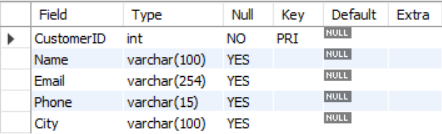 Field Type Null Key Default Extra
CustomerID int NO PRI NULL
Name varchar(100) YES NULL
Email varchar(254) YES NULL
Phone varchar(15) YES NULL
City varchar(100) YES NULL